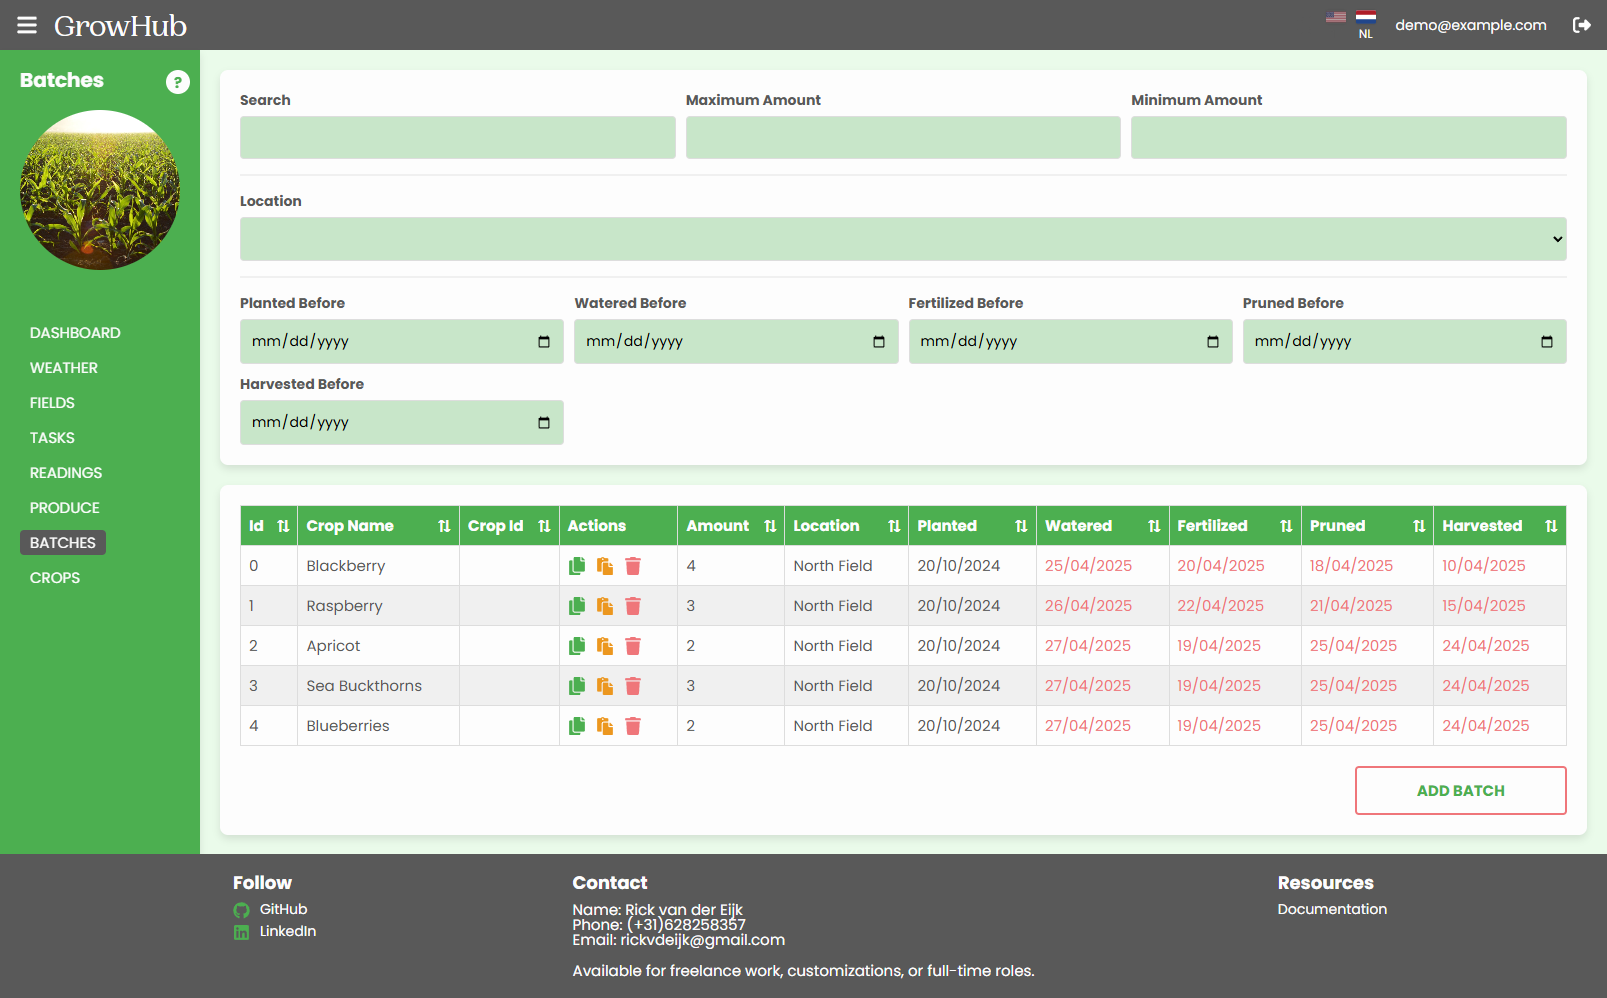 GrowHub
NL
demo@example.com
Batches
?
DASHBOARD
WEATHER
FIELDS
TASKS
READINGS
PRODUCE
BATCHES
CROPS
Search Maximum Amount Minimum Amount
Location
Planted Before Watered Before Fertilized Before Pruned Before
mm/dd/yyyy mm/dd/yyyy mm/dd/yyyy mm/dd/yyyy
Harvested Before
mm/dd/yyyy
Id Crop Name Crop Id Actions Amount Location Planted Watered Fertilized Pruned Harvested
0 Blackberry 4 North Field 20/10/2024 25/04/2025 20/04/2025 18/04/2025 10/04/2025
1 Raspberry 3 North Field 20/10/2024 26/04/2025 22/04/2025 21/04/2025 15/04/2025
2 Apricot 2 North Field 20/10/2024 27/04/2025 19/04/2025 25/04/2025 24/04/2025
3 Sea Buckthorns 3 North Field 20/10/2024 27/04/2025 19/04/2025 25/04/2025 24/04/2025
4 Blueberries 2 North Field 20/10/2024 27/04/2025 19/04/2025 25/04/2025 24/04/2025
ADD BATCH
Follow
GitHub
LinkedIn
Contact
Name: Rick van der Eijk
Phone: (+31)628258357
Email: rickvdeijk@gmail.com
Available for freelance work, customizations, or full-time roles.
Resources
Documentation